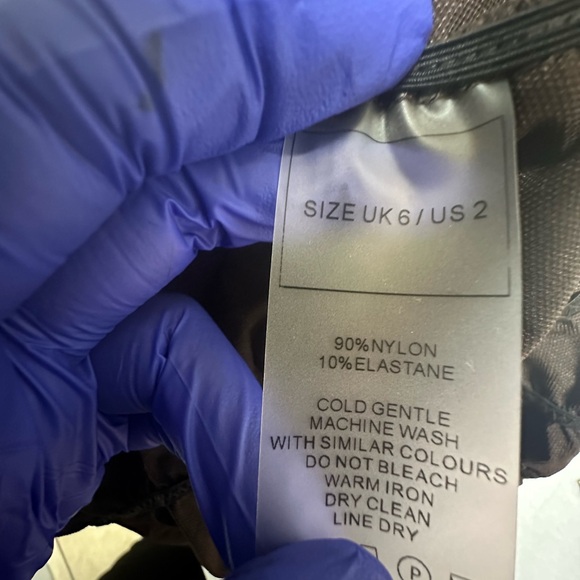 SIZE UK 6 / US 2
90%NYLON
10%ELASTANE
COLD GENTLE
MACHINE WASH
WITH SIMILAR COLOURS
DO NOT BLEACH
WARM IRON
DRY CLEAN
LINE DRY
P